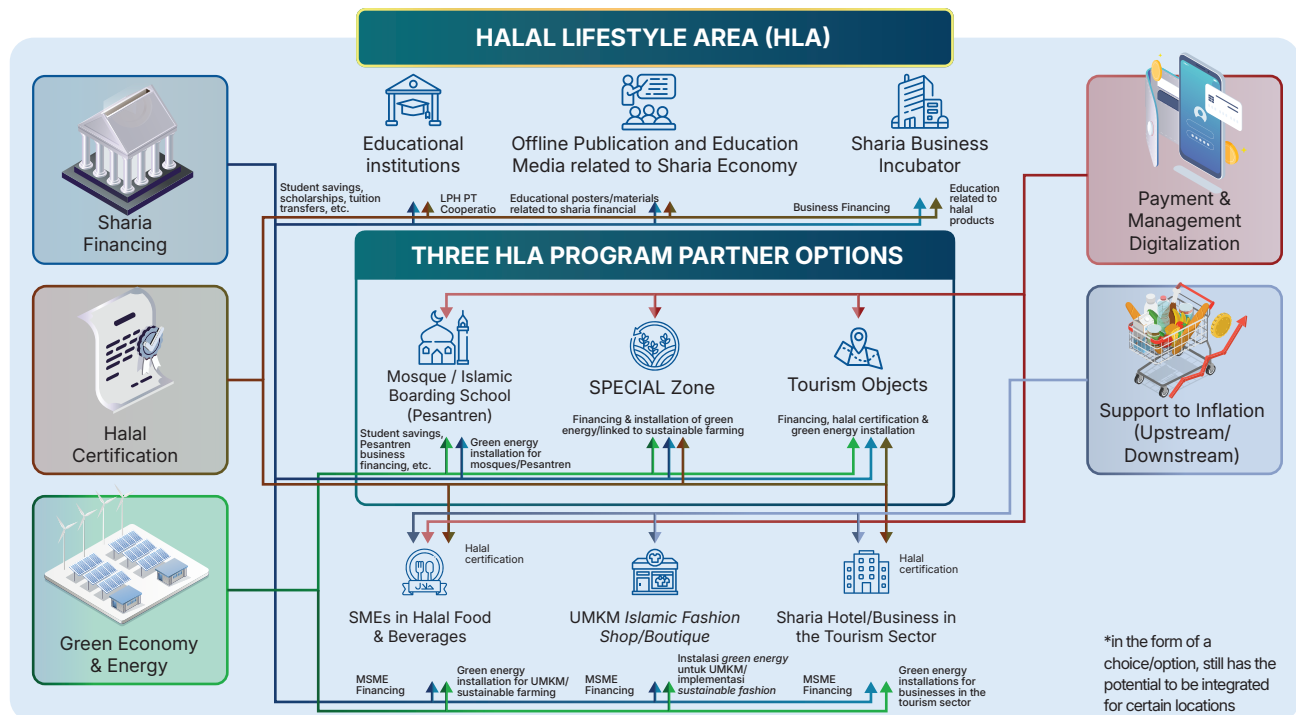 HALAL LIFESTYLE AREA (HLA)
Sharia
Financing
Halal
Certification
Green Economy
& Energy
Educational
institutions
Offline Publication and Education
Media related to Sharia Economy
Sharia Business
Incubator
Student savings,
scholarships, tuition
transfers, etc.
LPH PT
Cooperatio
Educational posters/materials
related to sharia financial
Business Financing
Education
related to
halal
products
THREE HLA PROGRAM PARTNER OPTIONS
Mosque / Islamic
Boarding School
(Pesantren)
SPECIAL Zone
Tourism Objects
Student savings,
Pesantren
business
financing, etc.
Green energy
installation for
mosques/Pesantren
Financing & installation of green
energy/linked to sustainable farming
Financing, halal certification &
green energy installation
Halal
certification
Halal
certification
حلال
SMEs in Halal Food
& Beverages
UMKM Islamic Fashion
Shop/Boutique
Sharia Hotel/Business in
the Tourism Sector
MSME
Financing
Green energy
installation for UMKM/
sustainable farming
MSME
Financing
Instalasi green energy
untuk UMKM/
implementasi
sustainable fashion
MSME
Financing
Green energy
installations for
businesses in the
tourism sector
Payment &
Management
Digitalization
Support to Inflation
(Upstream/
Downstream)
*in the form of a
choice/option, still has the
potential to be integrated
for certain locations